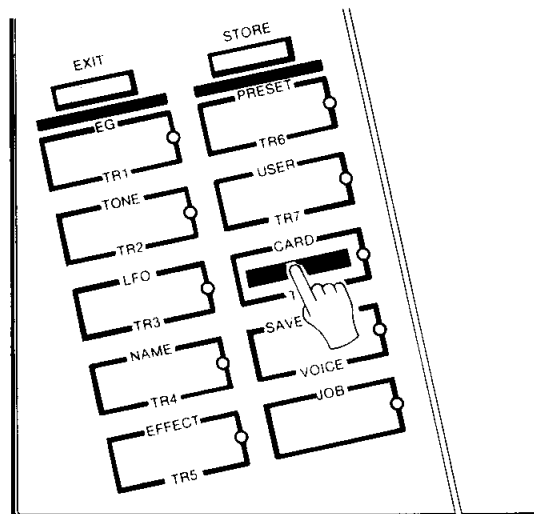 EXIT
STORE
EG
TR1
PRESET
TR6
TONE
TR2
USER
TR7
LFO
TR3
CARD
SAVE
VOICE
NAME
TR4
JOB
EFFECT
TR5